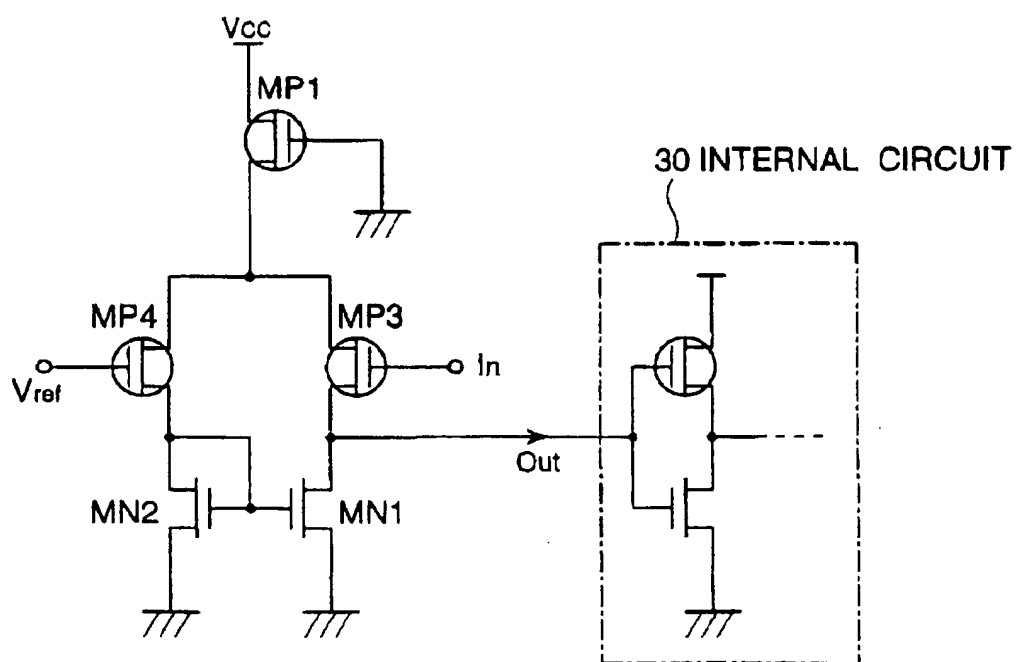 Vcc
MP1
30 INTERNAL CIRCUIT
MP4
MP3
Vref
In
Out
MN2
MN1